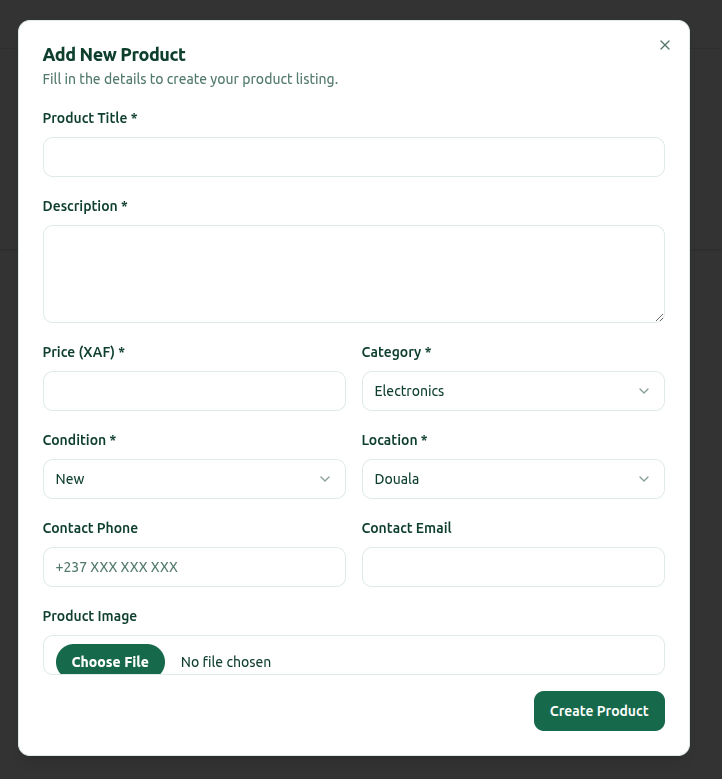 Add New Product
Fill in the details to create your product listing.
Product Title *
Description *
Price (XAF) *
Category *
Electronics
Condition *
Location *
New
Douala
Contact Phone
Contact Email
+237 XXX XXX XXX
Product Image
Choose File
No file chosen
Create Product